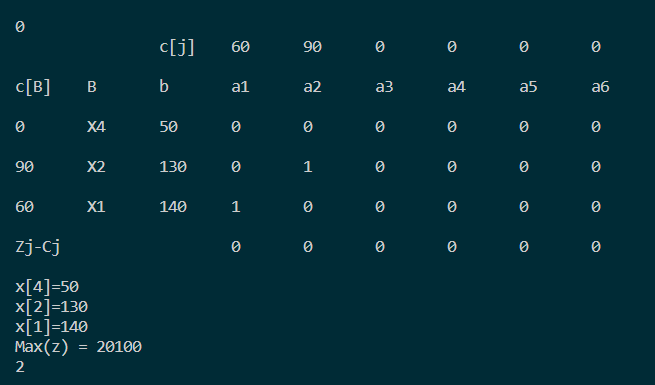 0
c[j] 60 90 0 0 0 0
c[B] B b a1 a2 a3 a4 a5 a6
0 X4 50 0 0 0 0 0 0
90 X2 130 0 1 0 0 0 0
60 X1 140 1 0 0 0 0 0
Zj-Cj 0 0 0 0 0 0
x[4]=50
x[2]=130
x[1]=140
Max(z) = 20100
2